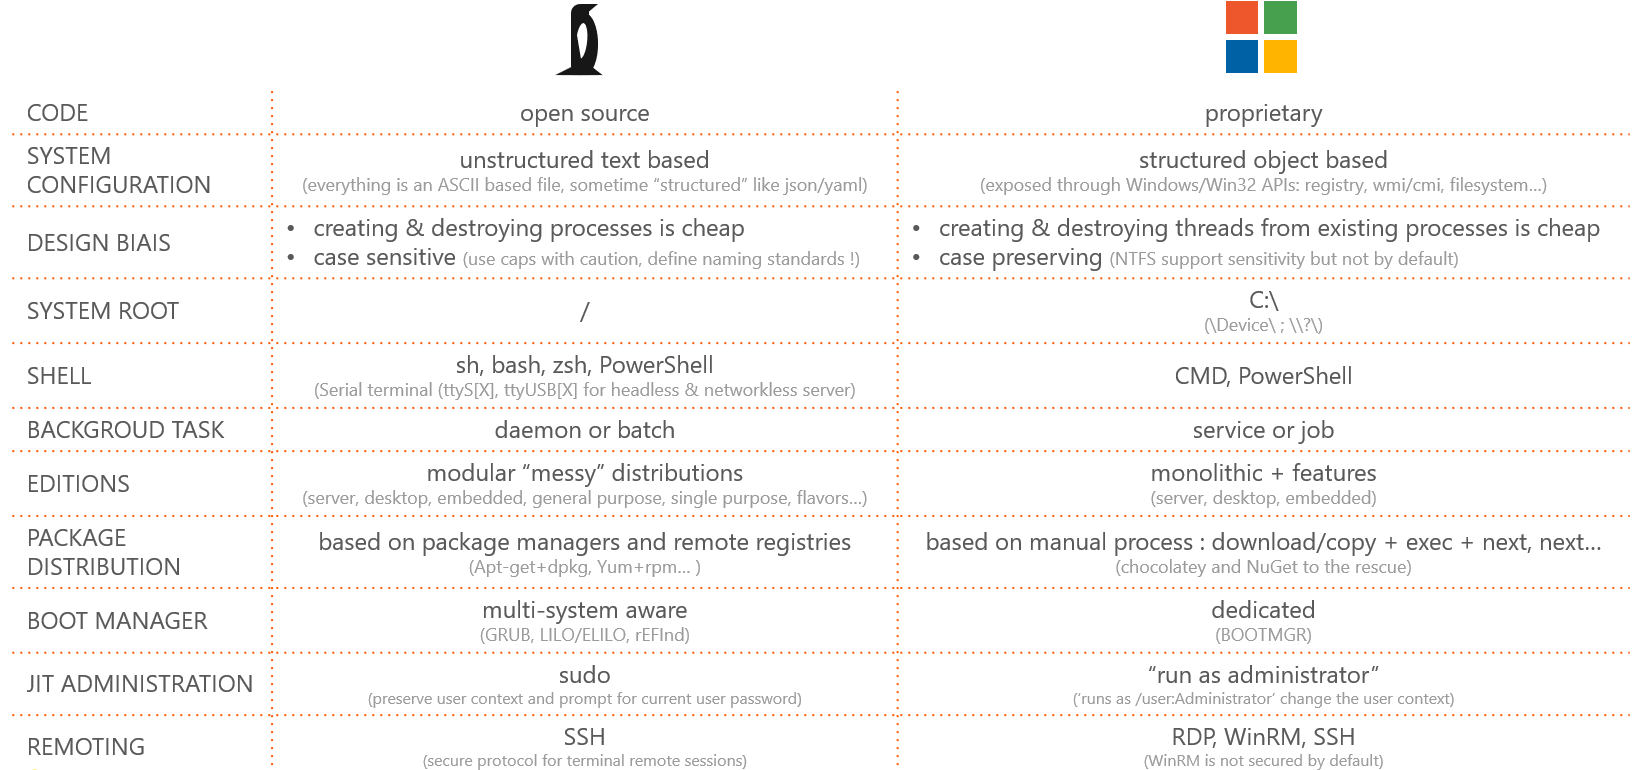 CODE
open source
proprietary
SYSTEM
CONFIGURATION
unstructured text based
(everything is an ASCII based file, sometime “structured” like json/yaml)
structured object based
(exposed through Windows/Win32 APIs: registry, wmi/cmi, filesystem...)
DESIGN BIAIS
• creating & destroying processes is cheap
• case sensitive (use caps with caution, define naming standards !)
• creating & destroying threads from existing processes is cheap
• case preserving (NTFS support sensitivity but not by default)
SYSTEM ROOT
/
C:\
(\Device\ ; \\?\)
SHELL
sh, bash, zsh, PowerShell
(Serial terminal (ttyS[X], ttyUSB[X] for headless & networkless server)
CMD, PowerShell
BACKGROUD TASK
daemon or batch
service or job
EDITIONS
modular “messy” distributions
(server, desktop, embedded, general purpose, single purpose, flavors...)
monolithic + features
(server, desktop, embedded)
PACKAGE
DISTRIBUTION
based on package managers and remote registries
(Apt-get+dpkg, Yum+rpm... )
based on manual process : download/copy + exec + next, next...
(chocolatey and NuGet to the rescue)
BOOT MANAGER
multi-system aware
(GRUB, LILO/ELILO, rEFInd)
dedicated
(BOOTMGR)
JIT ADMINISTRATION
sudo
(preserve user context and prompt for current user password)
“run as administrator”
(‘runs as /user:Administrator’ change the user context)
REMOTING
SSH
(secure protocol for terminal remote sessions)
RDP, WinRM, SSH
(WinRM is not secured by default)